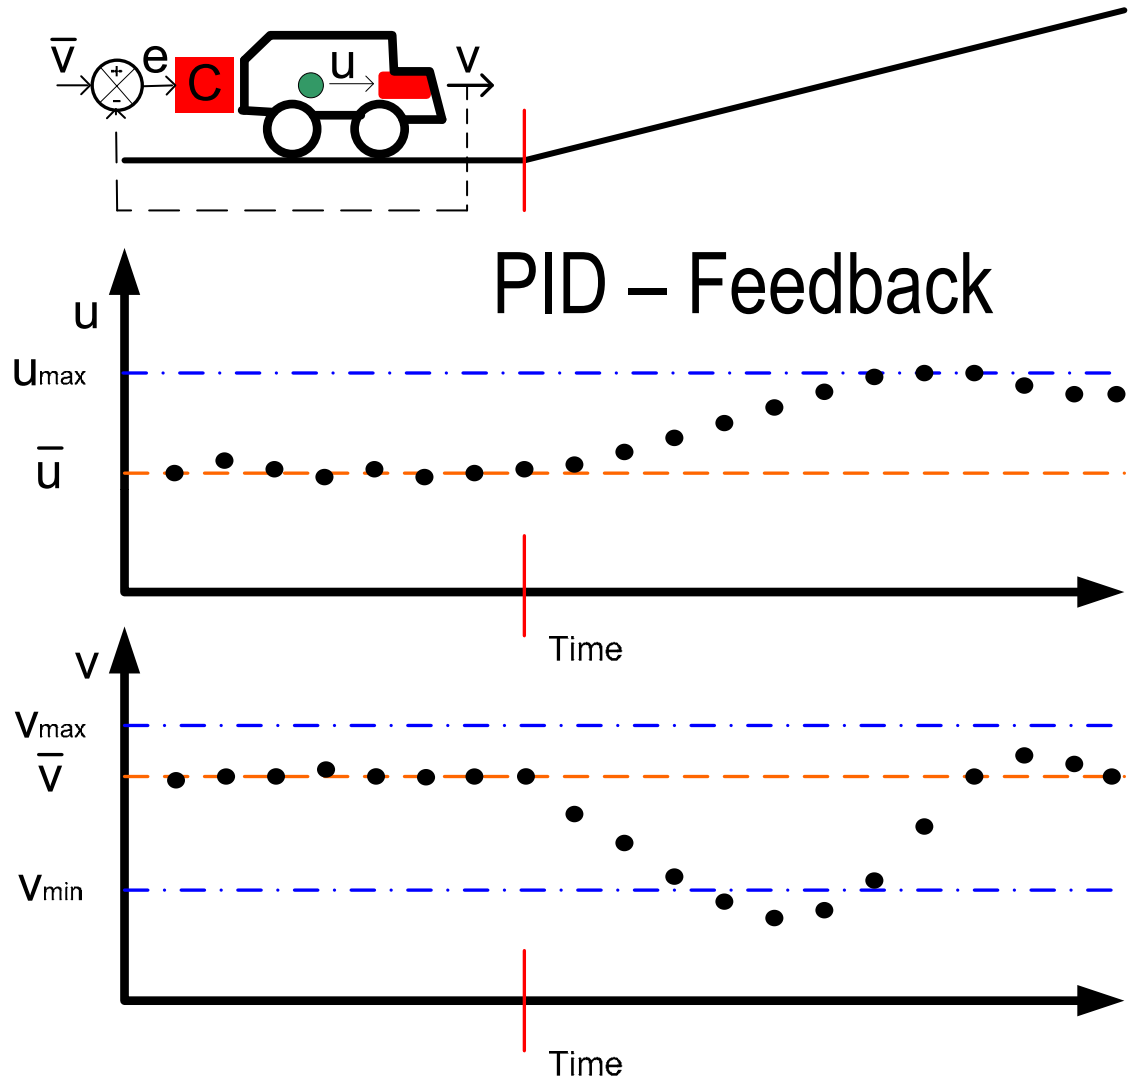 v̅ + - e C u v
PID – Feedback
u
umax
u̅
Time
v
vmax
v̅
vmin
Time